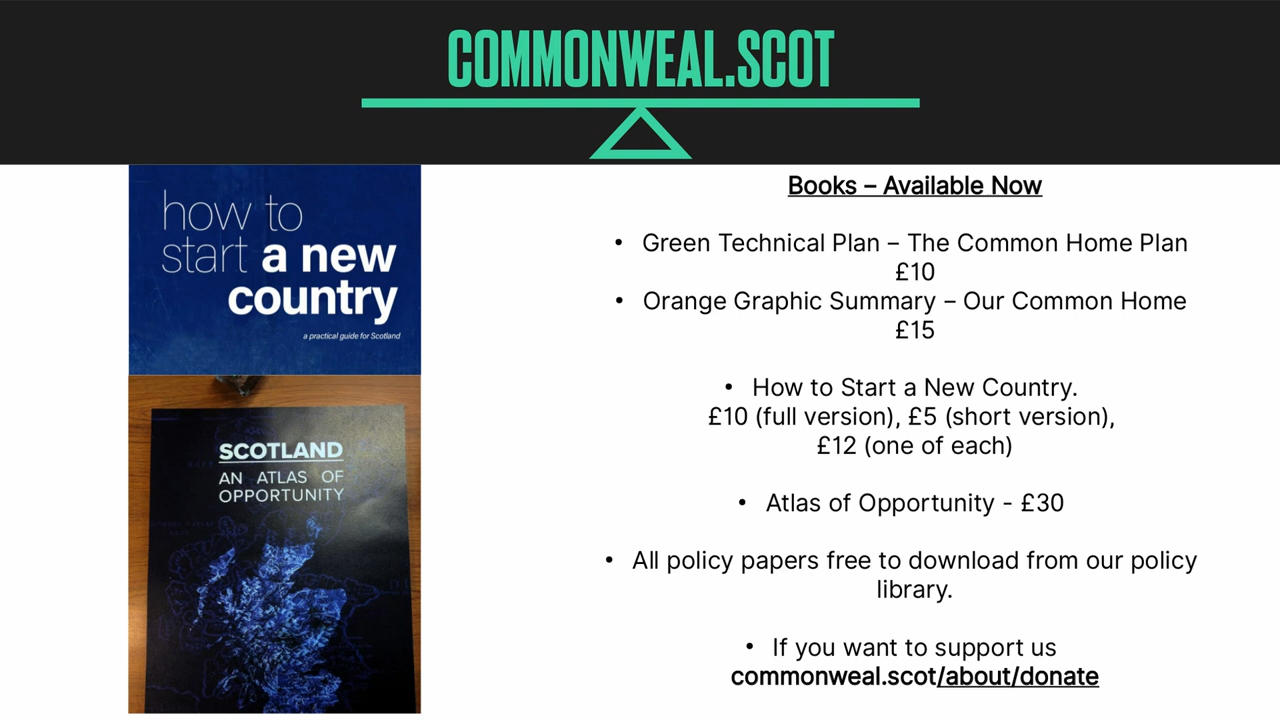 COMMONWEAL.SCOT
how to
start a new
country
a practical guide for Scotland
SCOTLAND
AN ATLAS OF
OPPORTUNITY
Books – Available Now
• Green Technical Plan – The Common Home Plan
£10
• Orange Graphic Summary – Our Common Home
£15
• How to Start a New Country.
£10 (full version), £5 (short version),
£12 (one of each)
• Atlas of Opportunity - £30
• All policy papers free to download from our policy
library.
• If you want to support us
commonweal.scot/about/donate